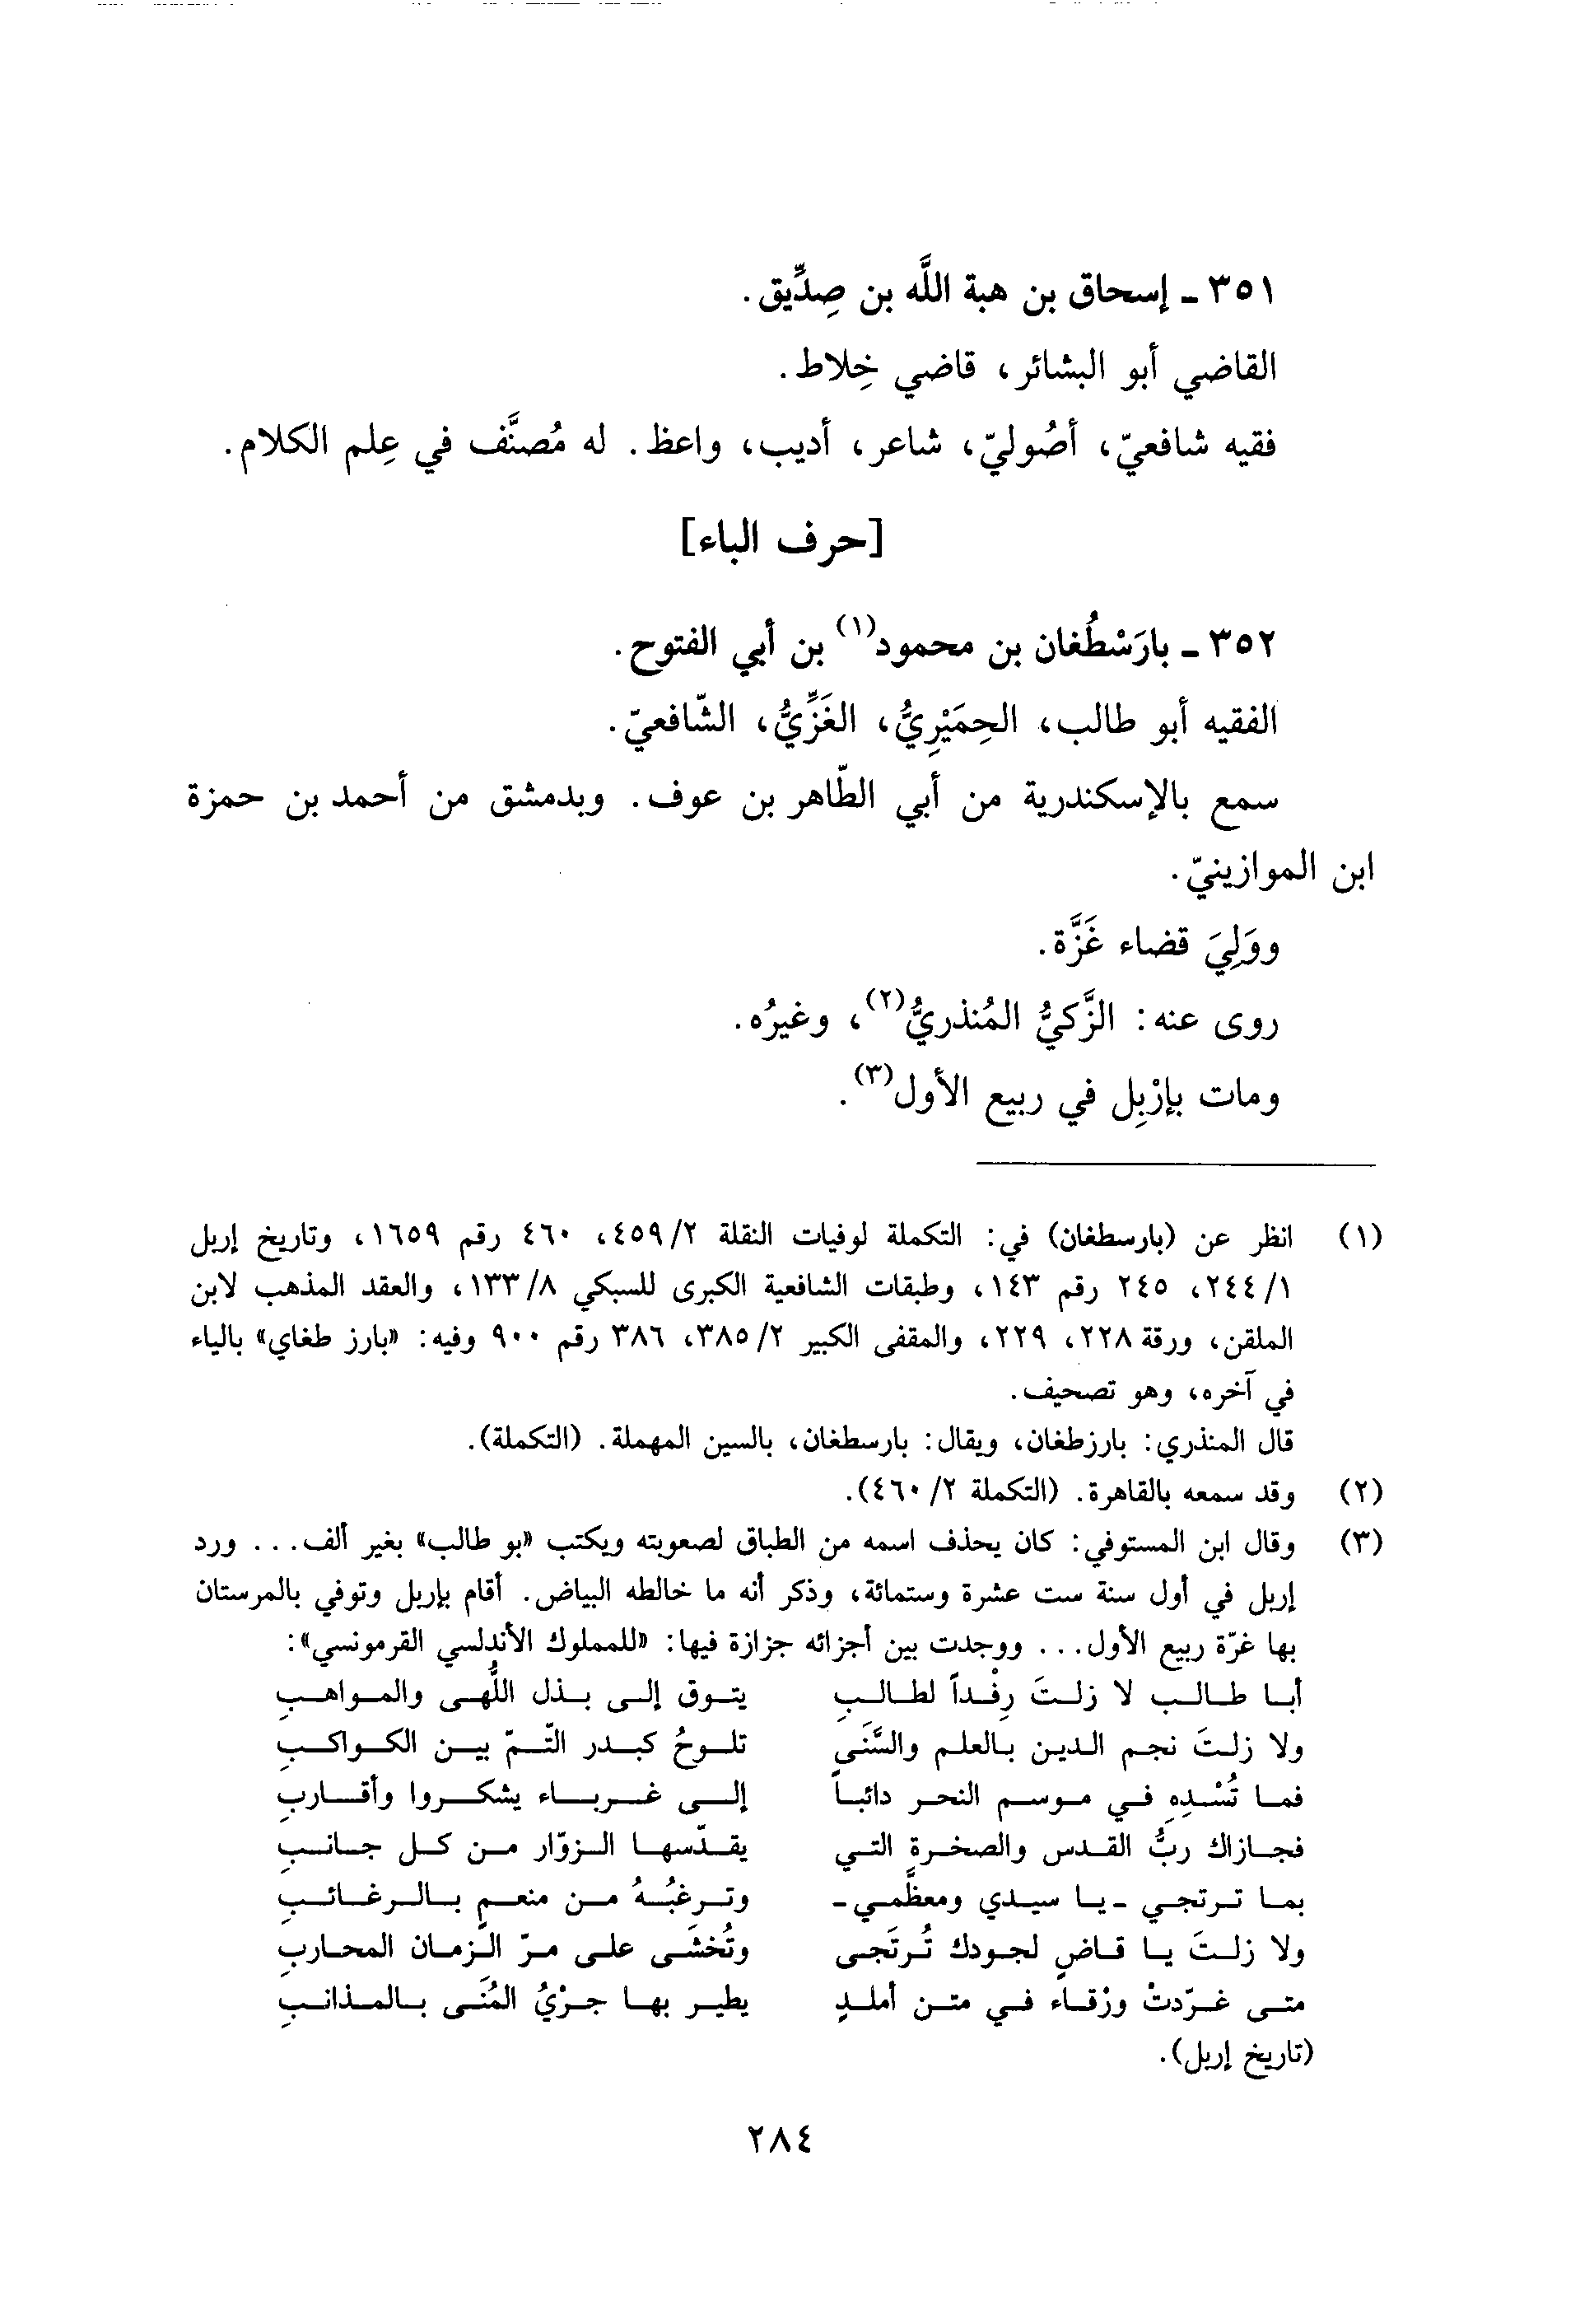 ٣٥١ - إسحاق بن هبة اللَّه بن صِدِّيق.
القاضي أبو البشائر، قاضي خِلاط.
فقيه شافعيّ، أصُوليّ، شاعر، أديب، واعظ. له مُصنَّف في عِلم الكلام.
[حرف الباء]
٣٥٢ - بارَسْطُغان بن محمود(١) بن أبي الفتوح.
الفقيه أبو طالب، الحِمَيْرِيُّ، الغَزِّيُّ، الشّافعيّ.
سمع بالإسكندرية من أبي الطّاهر بن عوف. وبدمشق من أحمد بن حمزة
ابن الموازينيّ.
ووَلِيَ قضاء غَزَّة.
روى عنه: الزَّكيُّ المُنذريُّ(٢)، وغيرُه.
ومات بإزْبِل في ربيع الأول(٣).
(١) انظر عن (بارسطغان) في: التكملة لوفيات النقلة ٢/ ٤٥٩، ٤٦٠ رقم ١٦٥٩، وتاريخ إربل
١/ ٢٤٤، ٢٤٥ رقم ١٤٣، وطبقات الشافعية الكبرى للسبكي ٨/ ١٣٣، والعقد المذهب لابن
الملقن، ورقة ٢٢٨، ٢٢٩، والمقفى الكبير ٢/ ٣٨٥، ٣٨٦ رقم ٩٠٠ وفيه: «بارز طغاي» بالياء
في آخره، وهو تصحيف.
قال المنذري: بارزطغان، ويقال: بارسطغان، بالسين المهملة. (التكملة).
(٢) وقد سمعه بالقاهرة. (التكملة ٢/ ٤٦٠).
(٣) وقال ابن المستوفي: كان يحذف اسمه من الطباق لصعوبته ويكتب «بو طالب» بغير ألف... ورد
إربل في أول سنة ست عشرة وستمائة، وذكر أنه ما خالطه البياض. أقام بإربل وتوفي بالمرستان
بها غرّة ربيع الأول... ووجدت بين أجزائه جزازة فيها: «للمملوك الأندلسي القرمونسي»:
أبا طالب لا زلتَ رِفْداً لطالبِ يتوق إلى بذل اللُّهى والمواهبِ
ولا زلتَ نجم الدين بالعلم والسَّنَى تلوحُ كبدر التّمّ بين الكواكبِ
فما تُسْدِهِ في موسم النحر دائباً إلى غرباء يشكروا وأقاربِ
فجازاك ربُّ القدس والصخرة التي يقدّسها الزوّار من كل جانبِ
بما ترتجي - يا سيدي ومعظَّمي - وترغبُهُ من منعمٍ بالرغائبِ
ولا زلتَ يا قاضٍ لجودك تُرتَجى وتُخشَى على مرّ الزمان المحاربِ
متى غرّدتْ ورْقاء في متن أملدٍ يطير بها جرْيُ المُنَى بالمذانبِ
(تاريخ إربل).
٢٨٤